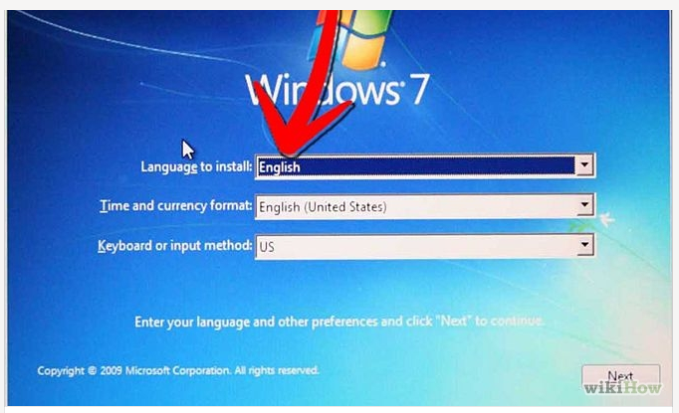 Windows 7
Language to install: English
Time and currency format: English (United States)
Keyboard or input method: US
Enter your language and other preferences and click "Next" to continue.
Copyright © 2009 Microsoft Corporation. All rights reserved.
Next
wikiHow